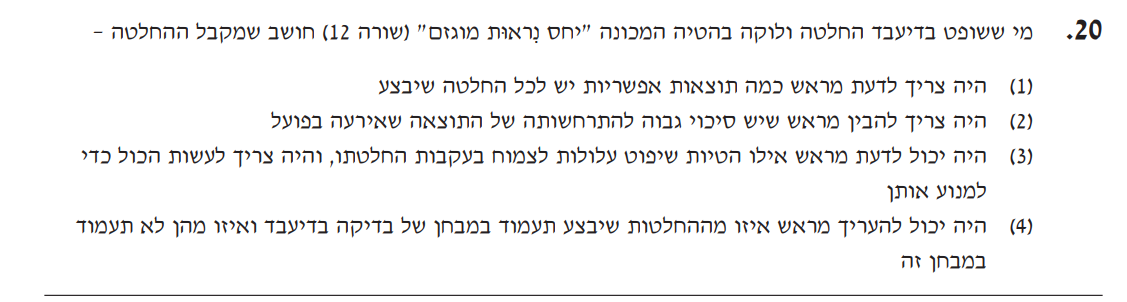 20. מי ששופט בדיעבד החלטה ולוקה בהטיה המכונה "יחס נִראוּת מוגזם" (שורה 12) חושב שמקבל ההחלטה –
(1) היה צריך לדעת מראש כמה תוצאות אפשריות יש לכל החלטה שיבצע
(2) היה צריך להבין מראש שיש סיכוי גבוה להתרחשותה של התוצאה שאירעה בפועל
(3) היה יכול לדעת מראש אילו הטיות שיפוט עלולות לצמוח בעקבות החלטתו, והיה צריך לעשות הכול כדי
למנוע אותן
(4) היה יכול להעריך מראש איזו מההחלטות שיבצע תעמוד במבחן של בדיקה בדיעבד ואיזו מהן לא תעמוד
במבחן זה